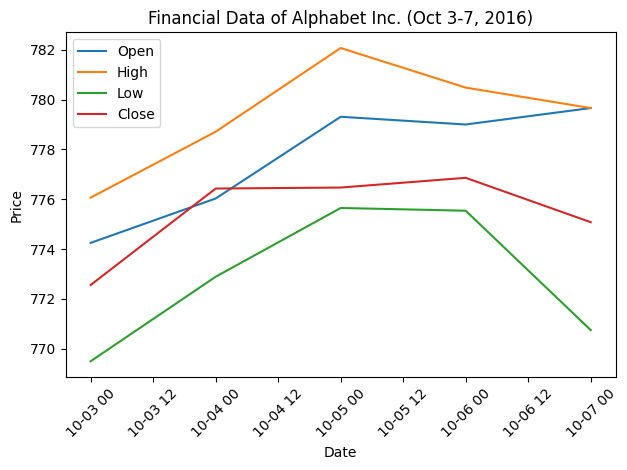 Financial Data of Alphabet Inc. (Oct 3-7, 2016)
Open
High
Low
Close
782
780
778
776
774
772
770
Price
10-03 00
10-03 12
10-04 00
10-04 12
10-05 00
10-05 12
10-06 00
10-06 12
10-07 00
Date